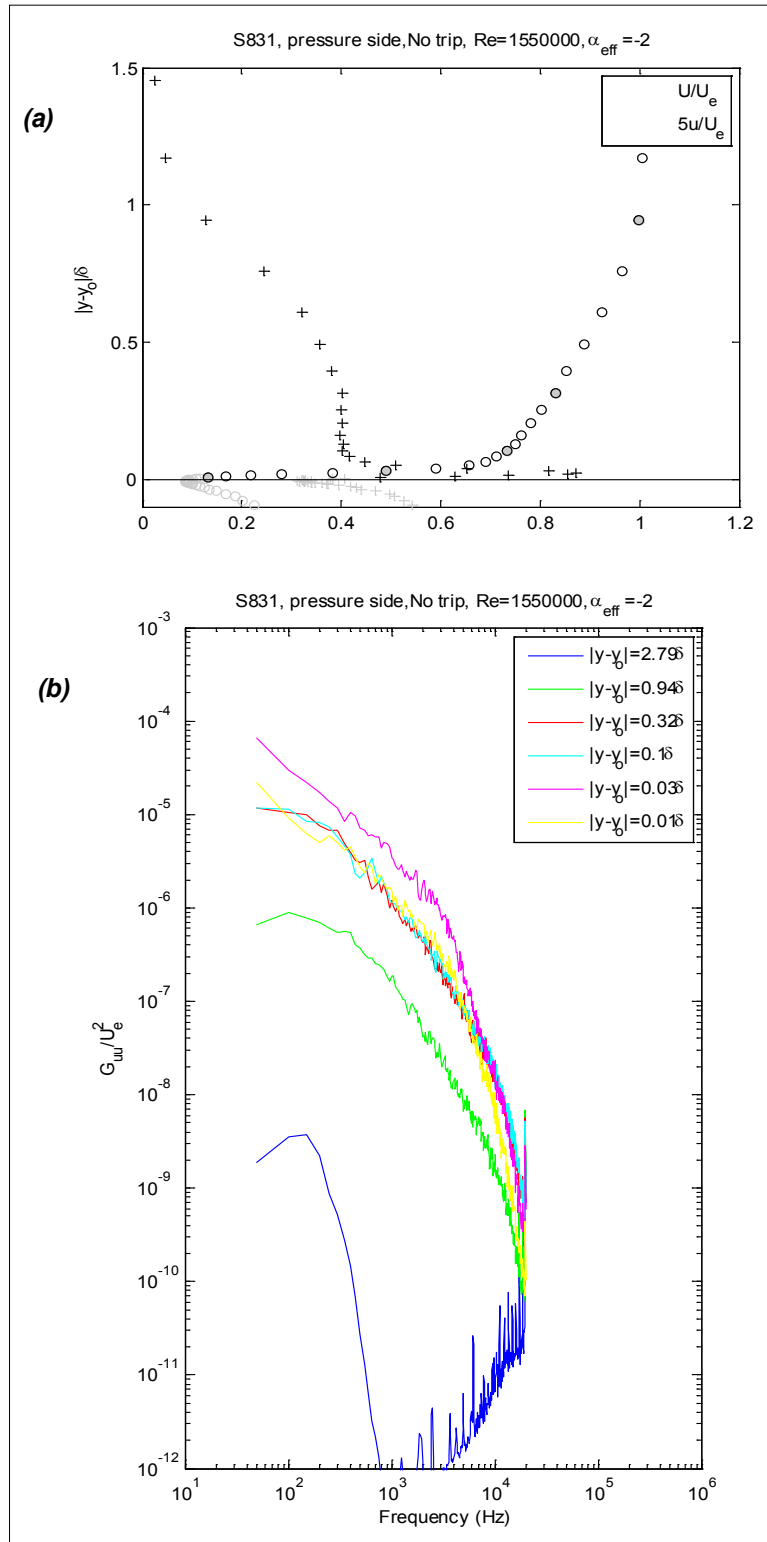 S831, pressure side,No trip, Re=1550000,α_eff =-2
(a)
1.5
1
0.5
0
|y-y_o|/δ
U/U_e
5u/U_e
0 0.2 0.4 0.6 0.8 1 1.2
S831, pressure side,No trip, Re=1550000,α_eff =-2
(b)
10^-3
10^-4
10^-5
10^-6
10^-7
10^-8
10^-9
10^-10
10^-11
10^-12
G_uu/U_e^2
|y-y_o|=2.79δ
|y-y_o|=0.94δ
|y-y_o|=0.32δ
|y-y_o|=0.1δ
|y-y_o|=0.03δ
|y-y_o|=0.01δ
10^1 10^2 10^3 10^4 10^5 10^6
Frequency (Hz)